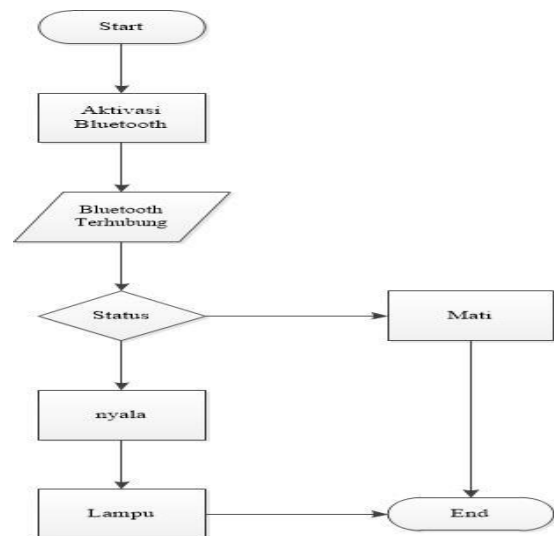 Start
Aktivasi
Bluetooth
Bluetooth
Terhubung
Status
Mati
nyala
Lampu
End